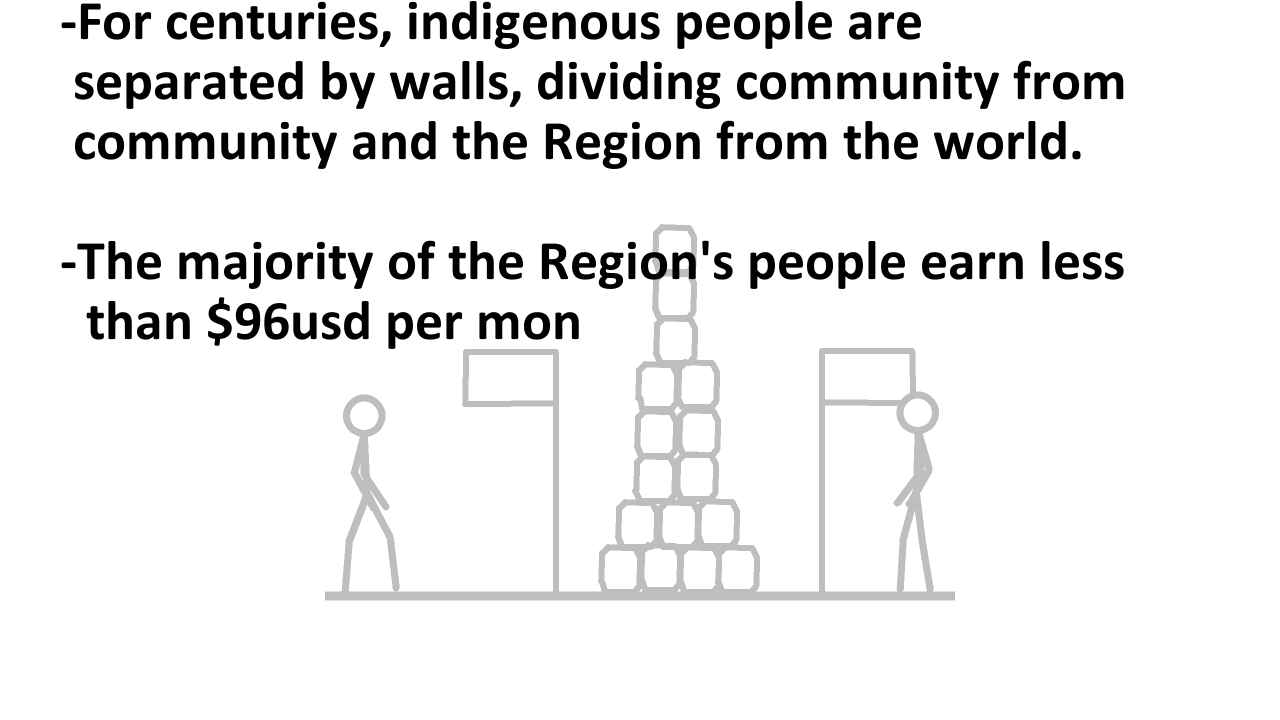 -For centuries, indigenous people are
separated by walls, dividing community from
community and the Region from the world.
-The majority of the Region's people earn less
than $96usd per mon